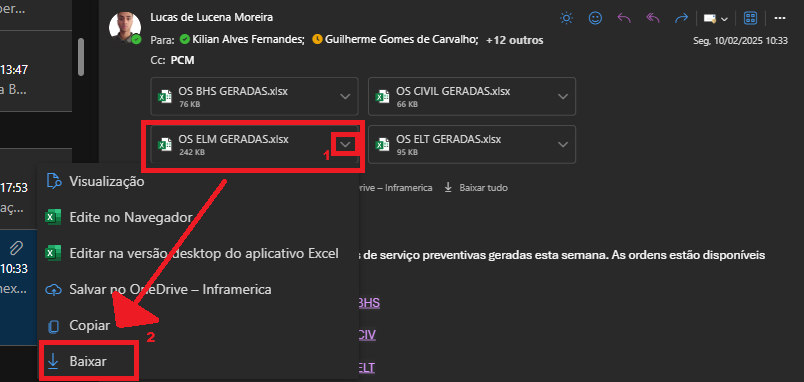 per...
Lucas de Lucena Moreira
Para: Kilian Alves Fernandes; Guilherme Gomes de Carvalho; +12 outros
Seg, 10/02/2025 10:33
Cc: PCM
13:47
a B...
OS BHS GERADAS.xlsx
76 KB
OS CIVIL GERADAS.xlsx
66 KB
OS ELM GERADAS.xlsx
242 KB
1
OS ELT GERADAS.xlsx
95 KB
17:53
aç...
Visualização
Drive – Inframerica
Baixar tudo
Edite no Navegador
10:33
nex...
Editar na versão desktop do aplicativo Excel
s de serviço preventivas geradas esta semana. As ordens estão disponíveis
Salvar no OneDrive – Inframerica
BHS
Copiar
2
CIV
Baixar
ELT